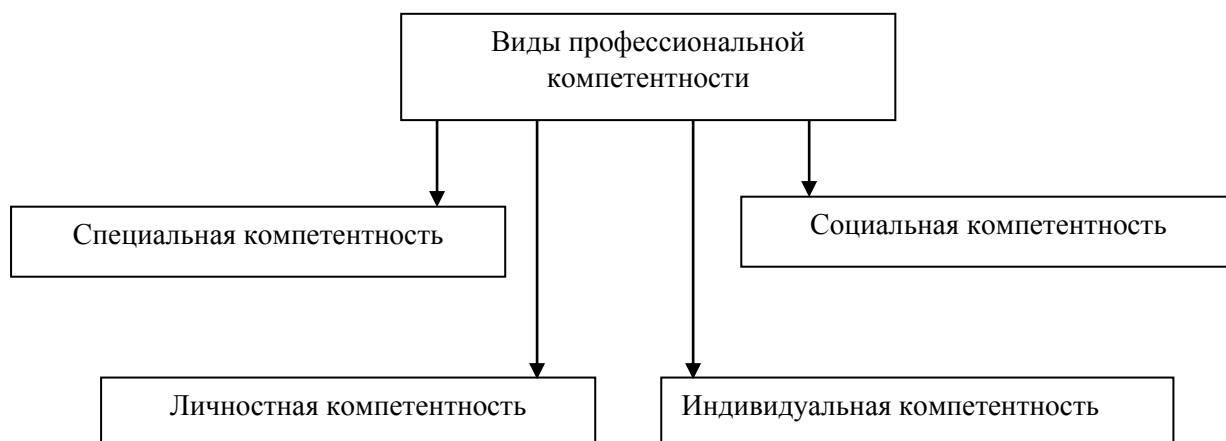 Виды профессиональной
компетентности
Специальная компетентность
Социальная компетентность
Личностная компетентность
Индивидуальная компетентность